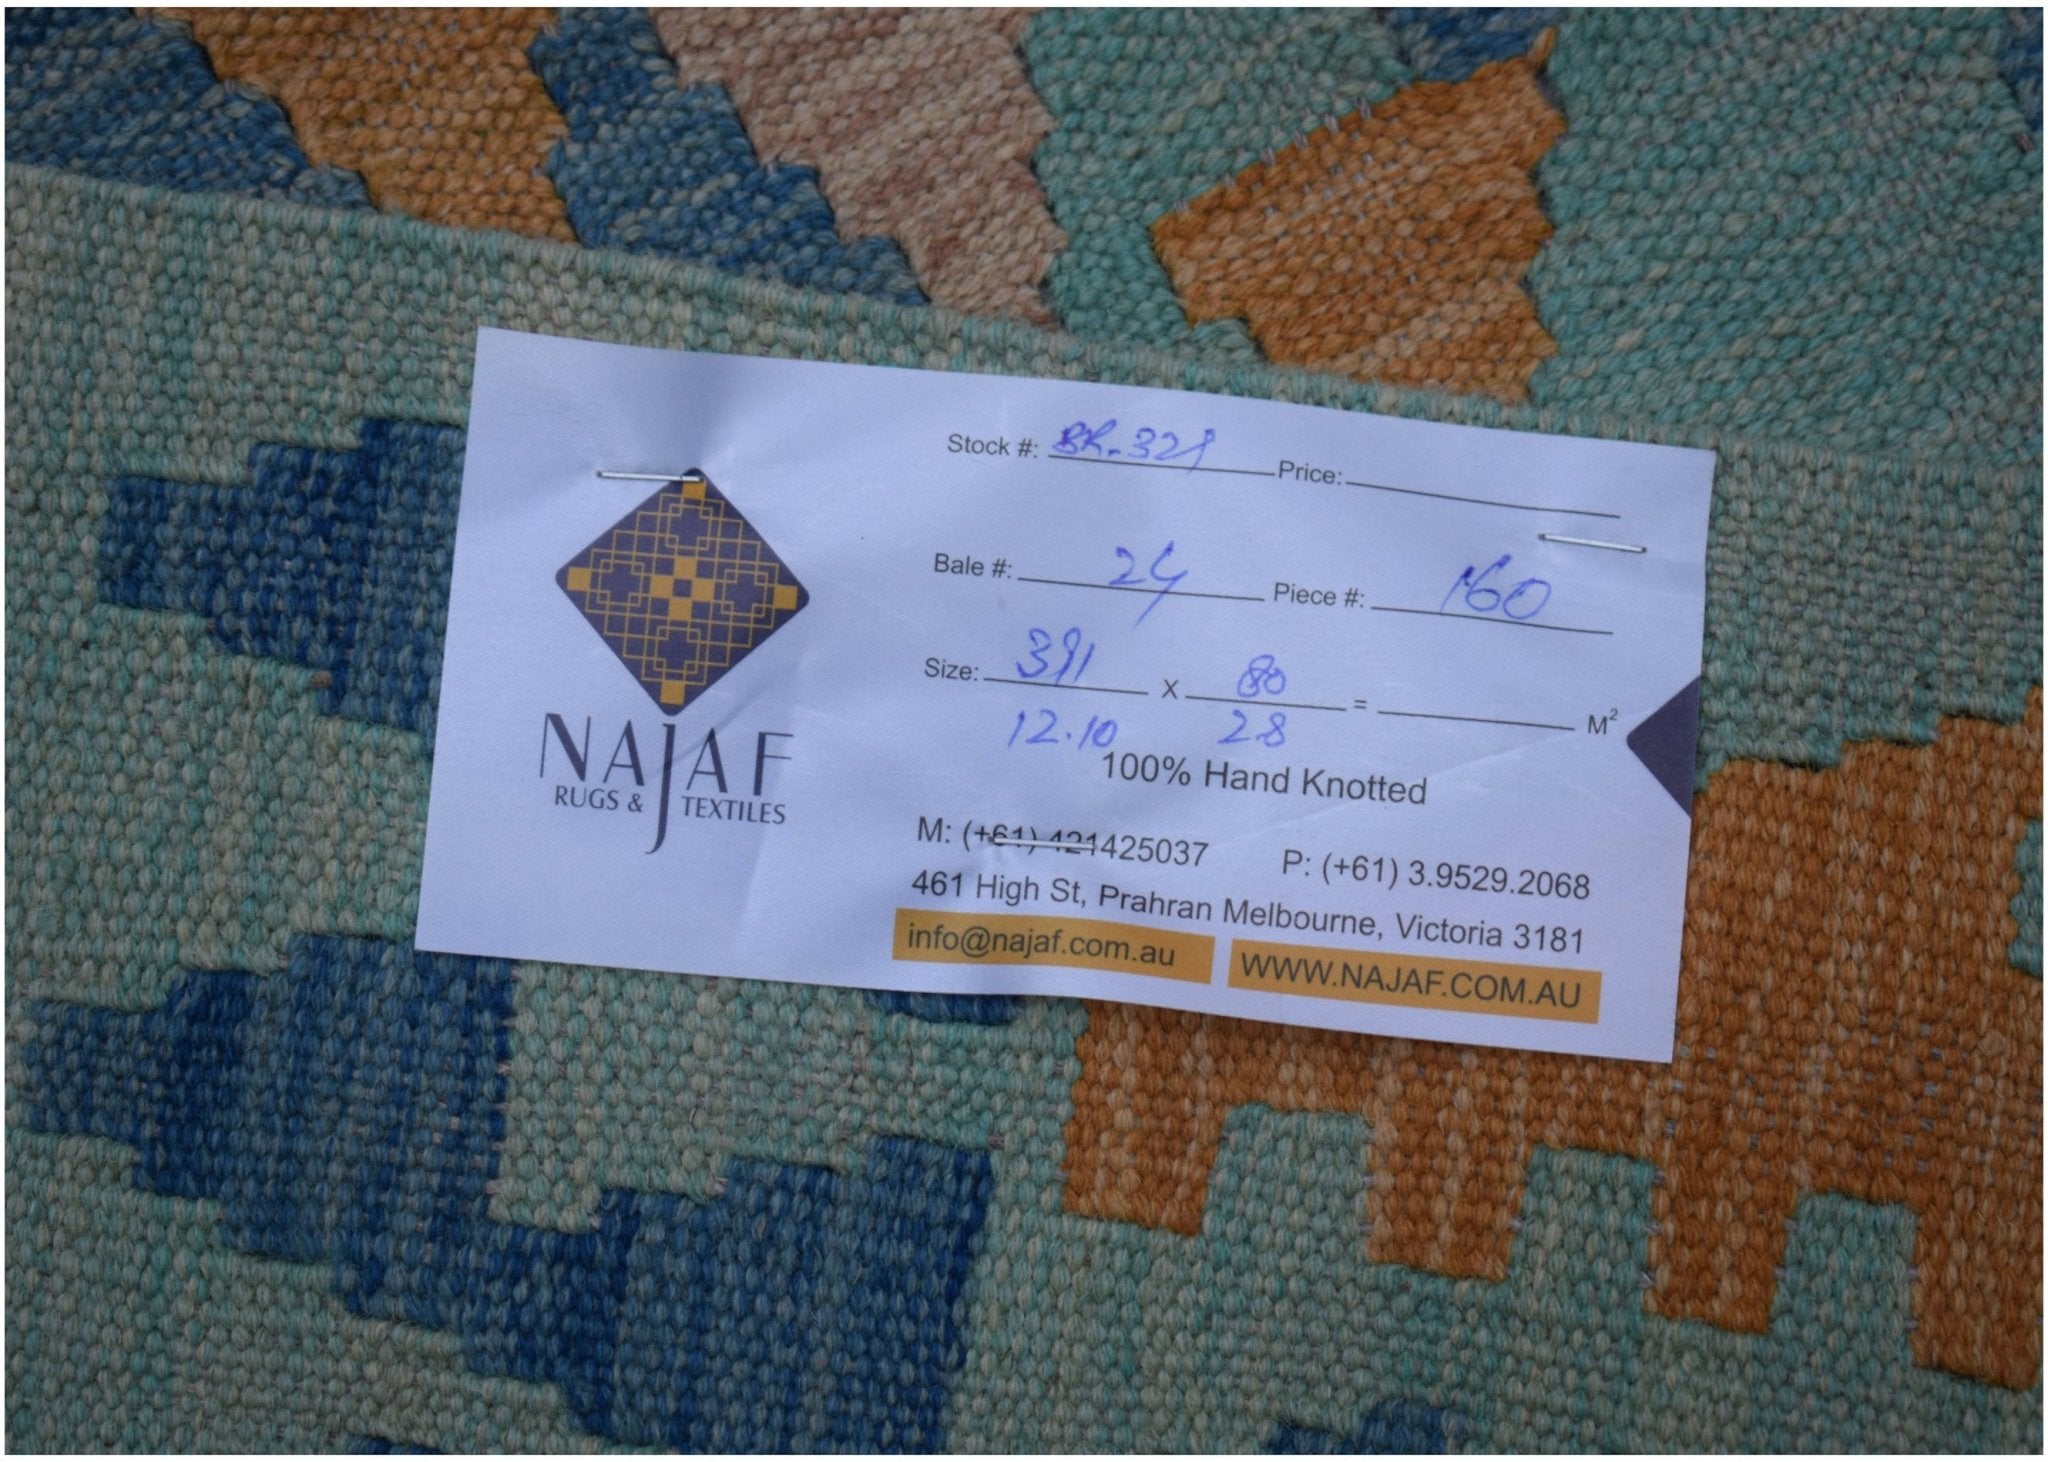 NAJAF
RUGS & TEXTILES
Stock #: BR-321 Price:
Bale #: 24 Piece #: 160
Size: 391 X 80 = M²
12.10 2.8
100% Hand Knotted
M: (+61) 421425037 P: (+61) 3.9529.2068
461 High St, Prahran Melbourne, Victoria 3181
info@najaf.com.au WWW.NAJAF.COM.AU